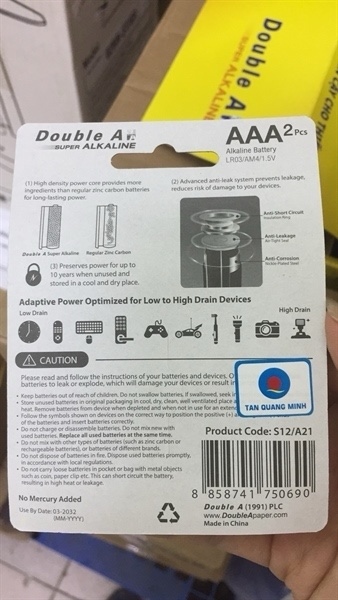 Double A
SUPER ALKALINE
AAA 2 Pcs
Alkaline Battery
LR03/AM4/1.5V
(1) High density power core provides more
ingredients than regular zinc carbon batteries
for long-lasting power.
(2) Advanced anti-leak system prevents leakage,
reduces risk of damage to your devices.
Double A Super Alkaline
Regular Zinc Carbon
Anti-Short Circuit
Insulation Ring
Anti-Leakage
Air-Tight Seal
Anti-Corrosion
Nickle Plated Steel
(3) Preserves power for up to
10 years when unused and
stored in a cool and dry place.
Adaptive Power Optimized for Low to High Drain Devices
Low Drain
High Drain
CAUTION
Please read and follow the instructions of your batteries and devices.
batteries to leak or explode, which will damage your devices or result in
• Keep batteries out of reach of children. Do not swallow batteries. If swallowed, seek
• Store unused batteries in original packaging in cool, dry, clean, well ventilated place
heat. Remove batteries from device when depleted and when not in use for an
• Follow the symbols shown on devices on the correct way to position the positive (+)
of the batteries and insert batteries correctly.
• Do not charge or disassemble batteries. Do not mix new with
used batteries. Replace all used batteries at the same time.
• Do not mix with other batteries (such as zinc carbon or
rechargeable batteries), or batteries of different brands.
• Do not dispose of batteries in fire. Dispose used batteries promptly,
in accordance with local regulations.
• Do not carry loose batteries in pocket or bag with metal objects
such as coin, paper clip etc. This can short circuit the battery,
resulting in high heat or leakage.
TAN QUANG MINH
Product Code: S12/A21
8 858741 750690
No Mercury Added
Use By Date: 03-2032
(MM-YYYY)
Double A (1991) PLC
www.DoubleApaper.com
Made in China
Double A
SUPER ALKALINE